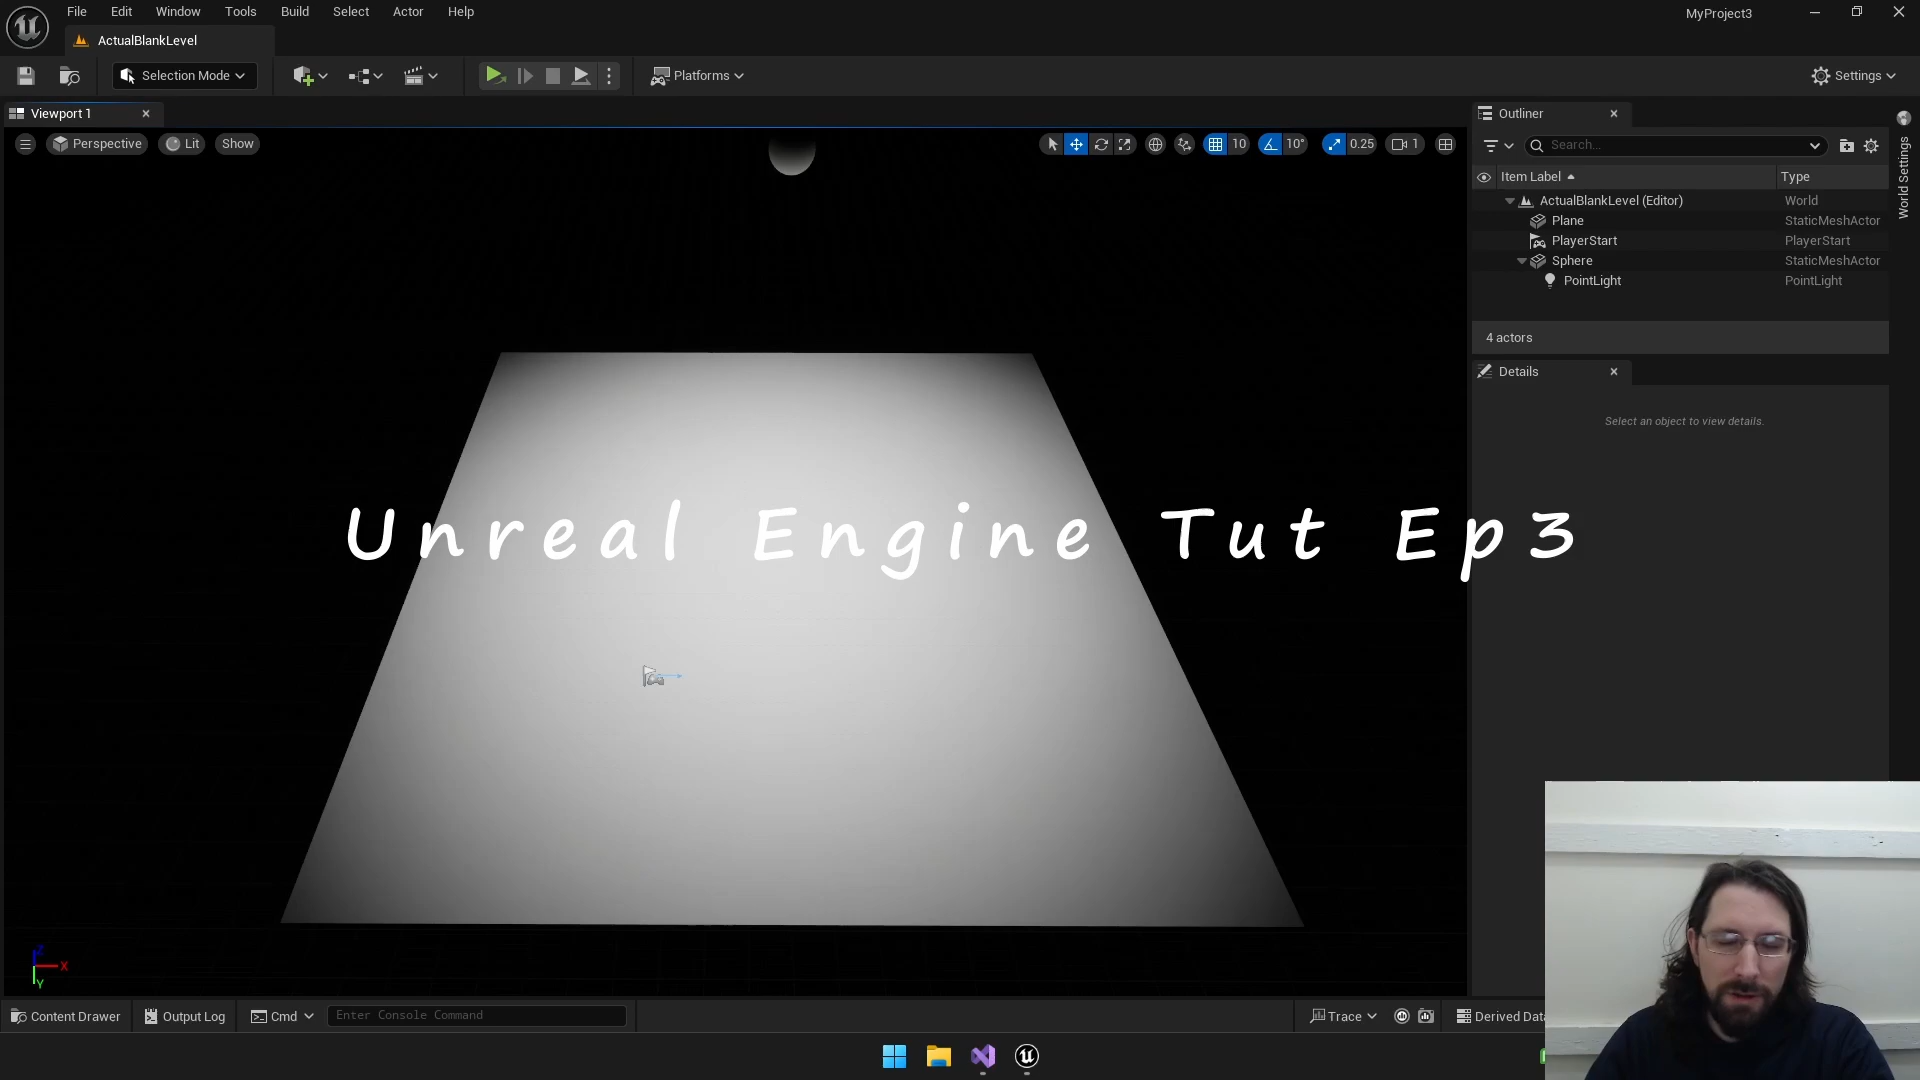 File Edit Window Tools Build Select Actor Help
MyProject3
ActualBlankLevel
Selection Mode
Platforms
Settings
Viewport 1
Outliner
Perspective
Lit
Show
10
10°
0.25
1
Search...
World Settings
Item Label
Type
ActualBlankLevel (Editor) World
Plane StaticMeshActor
PlayerStart PlayerStart
Sphere StaticMeshActor
PointLight PointLight
4 actors
Details
Select an object to view details.
Unreal Engine Tut Ep3
Z
X
Y
Content Drawer
Output Log
Cmd
Enter Console Command
Trace
Derived Data